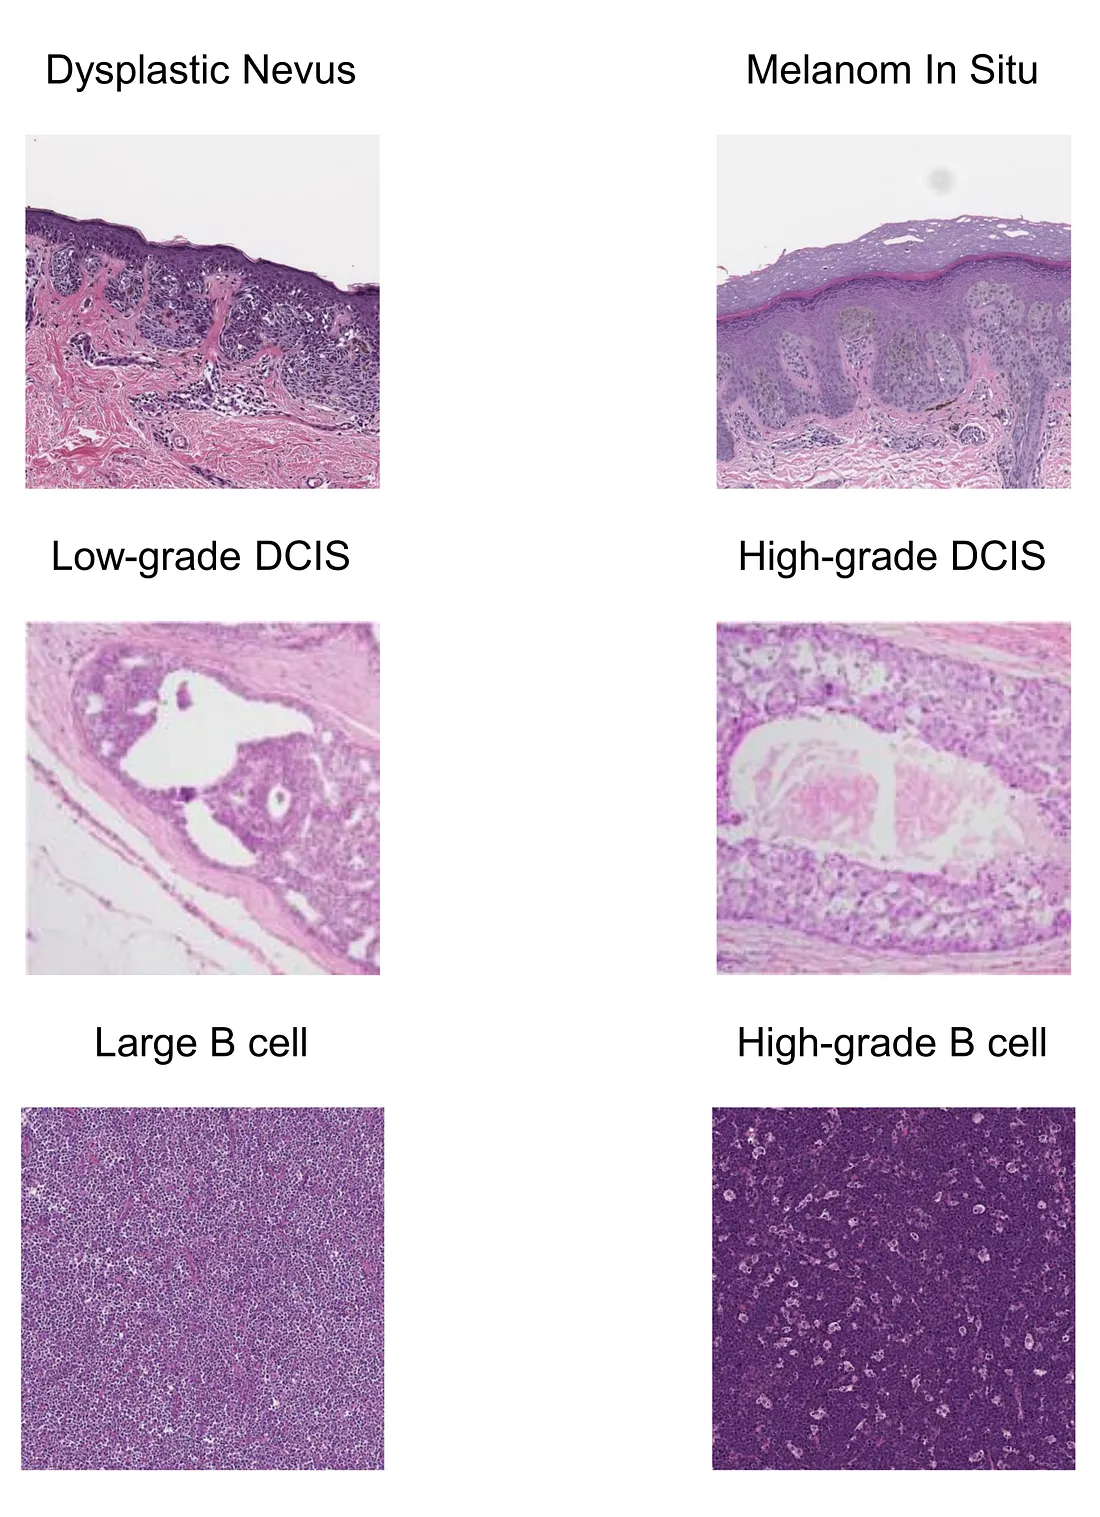 Dysplastic Nevus
Melanom In Situ
Low-grade DCIS
High-grade DCIS
Large B cell
High-grade B cell